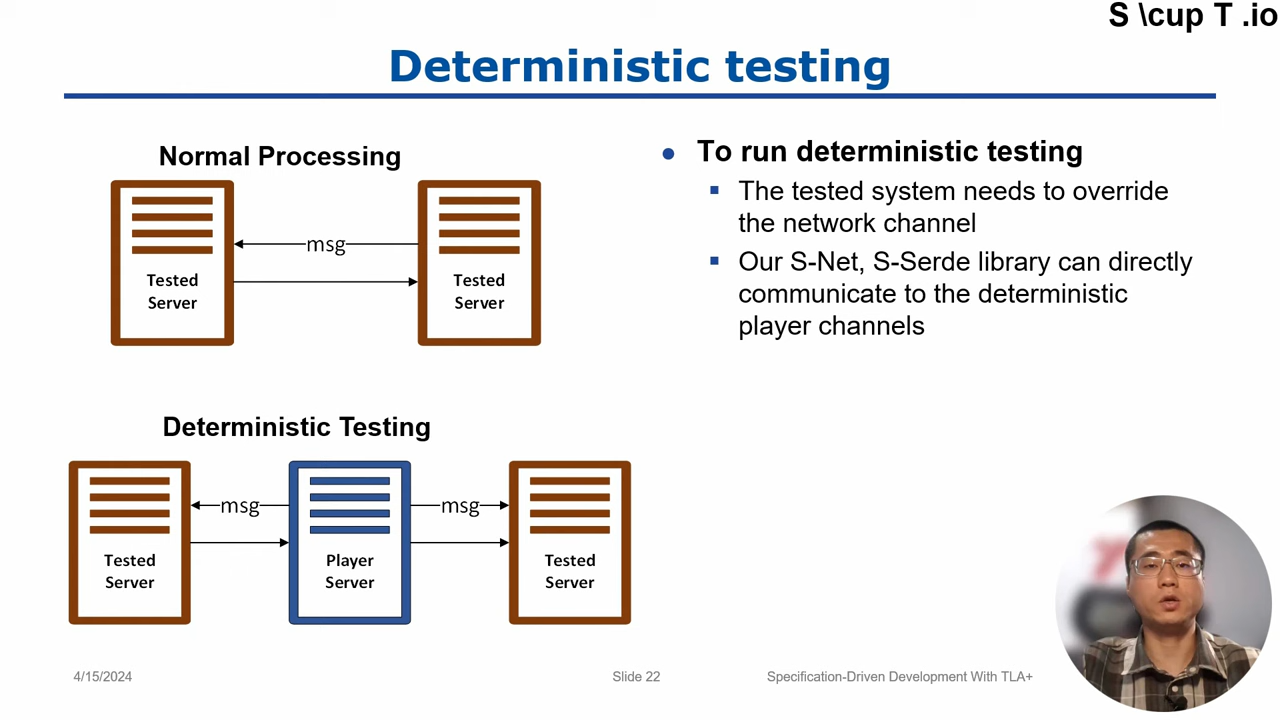 S \cup T .io
Deterministic testing
Normal Processing
msg
Tested
Server
Tested
Server
Deterministic Testing
msg
msg
Tested
Server
Player
Server
Tested
Server
● To run deterministic testing
▪ The tested system needs to override
the network channel
▪ Our S-Net, S-Serde library can directly
communicate to the deterministic
player channels
4/15/2024
Slide 22
Specification-Driven Development With TLA+